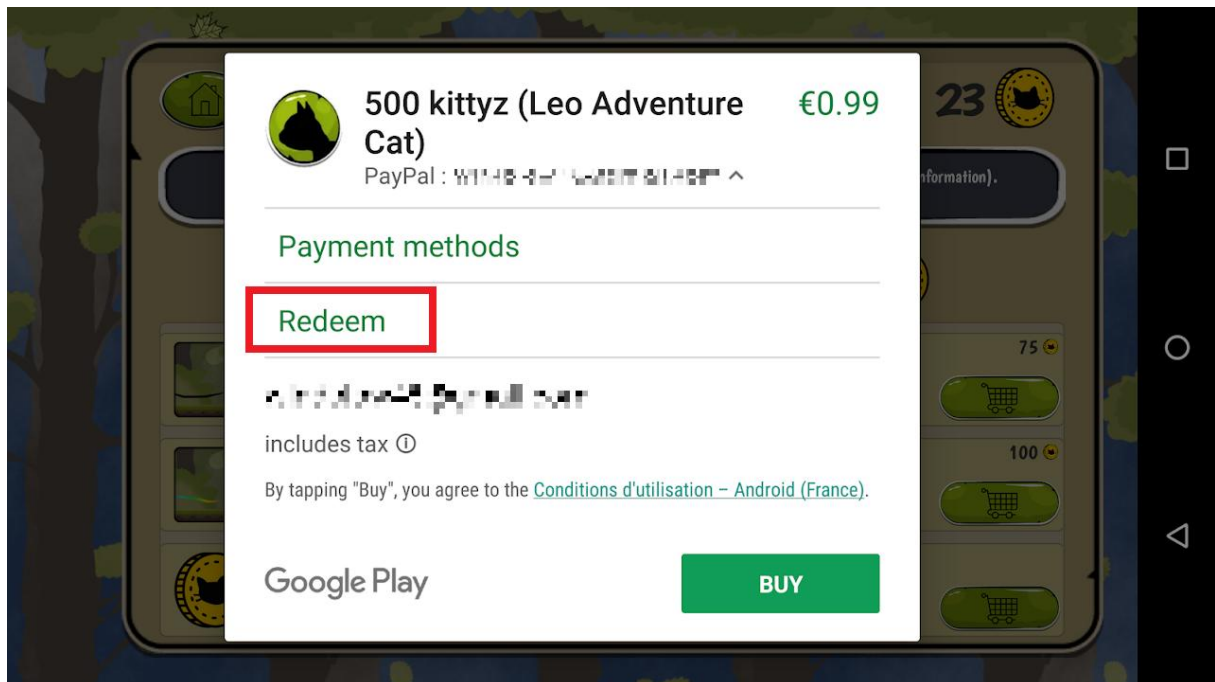 500 kittyz (Leo Adventure
Cat)
€0.99
23
PayPal :
nformation).
Payment methods
Redeem
75
includes tax
100
By tapping "Buy", you agree to the Conditions d'utilisation – Android (France).
Google Play
BUY